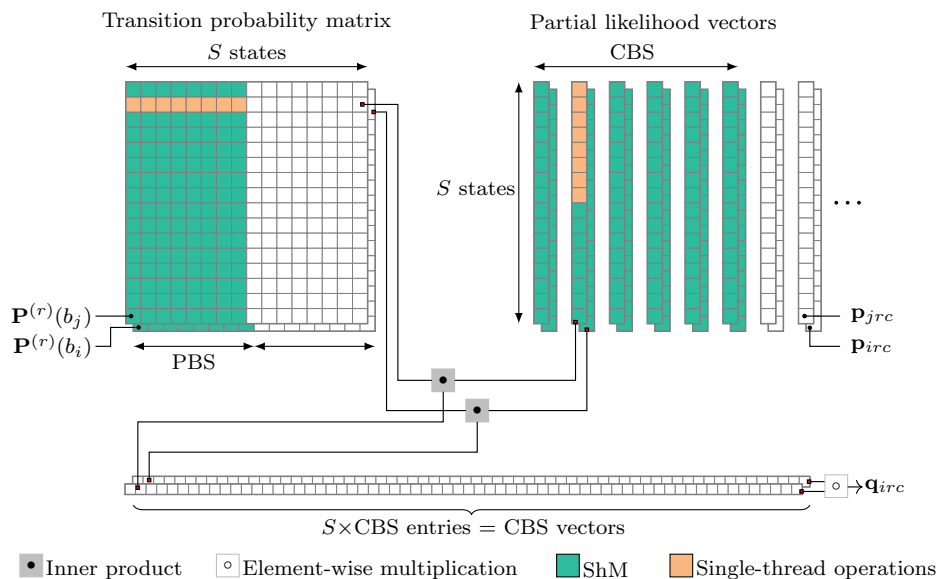 Transition probability matrix
Partial likelihood vectors
S states
CBS
S states
...
P^(r)(b_j)
P^(r)(b_i)
PBS
p_jrc
p_irc
q_irc
S×CBS entries = CBS vectors
Inner product
Element-wise multiplication
ShM
Single-thread operations